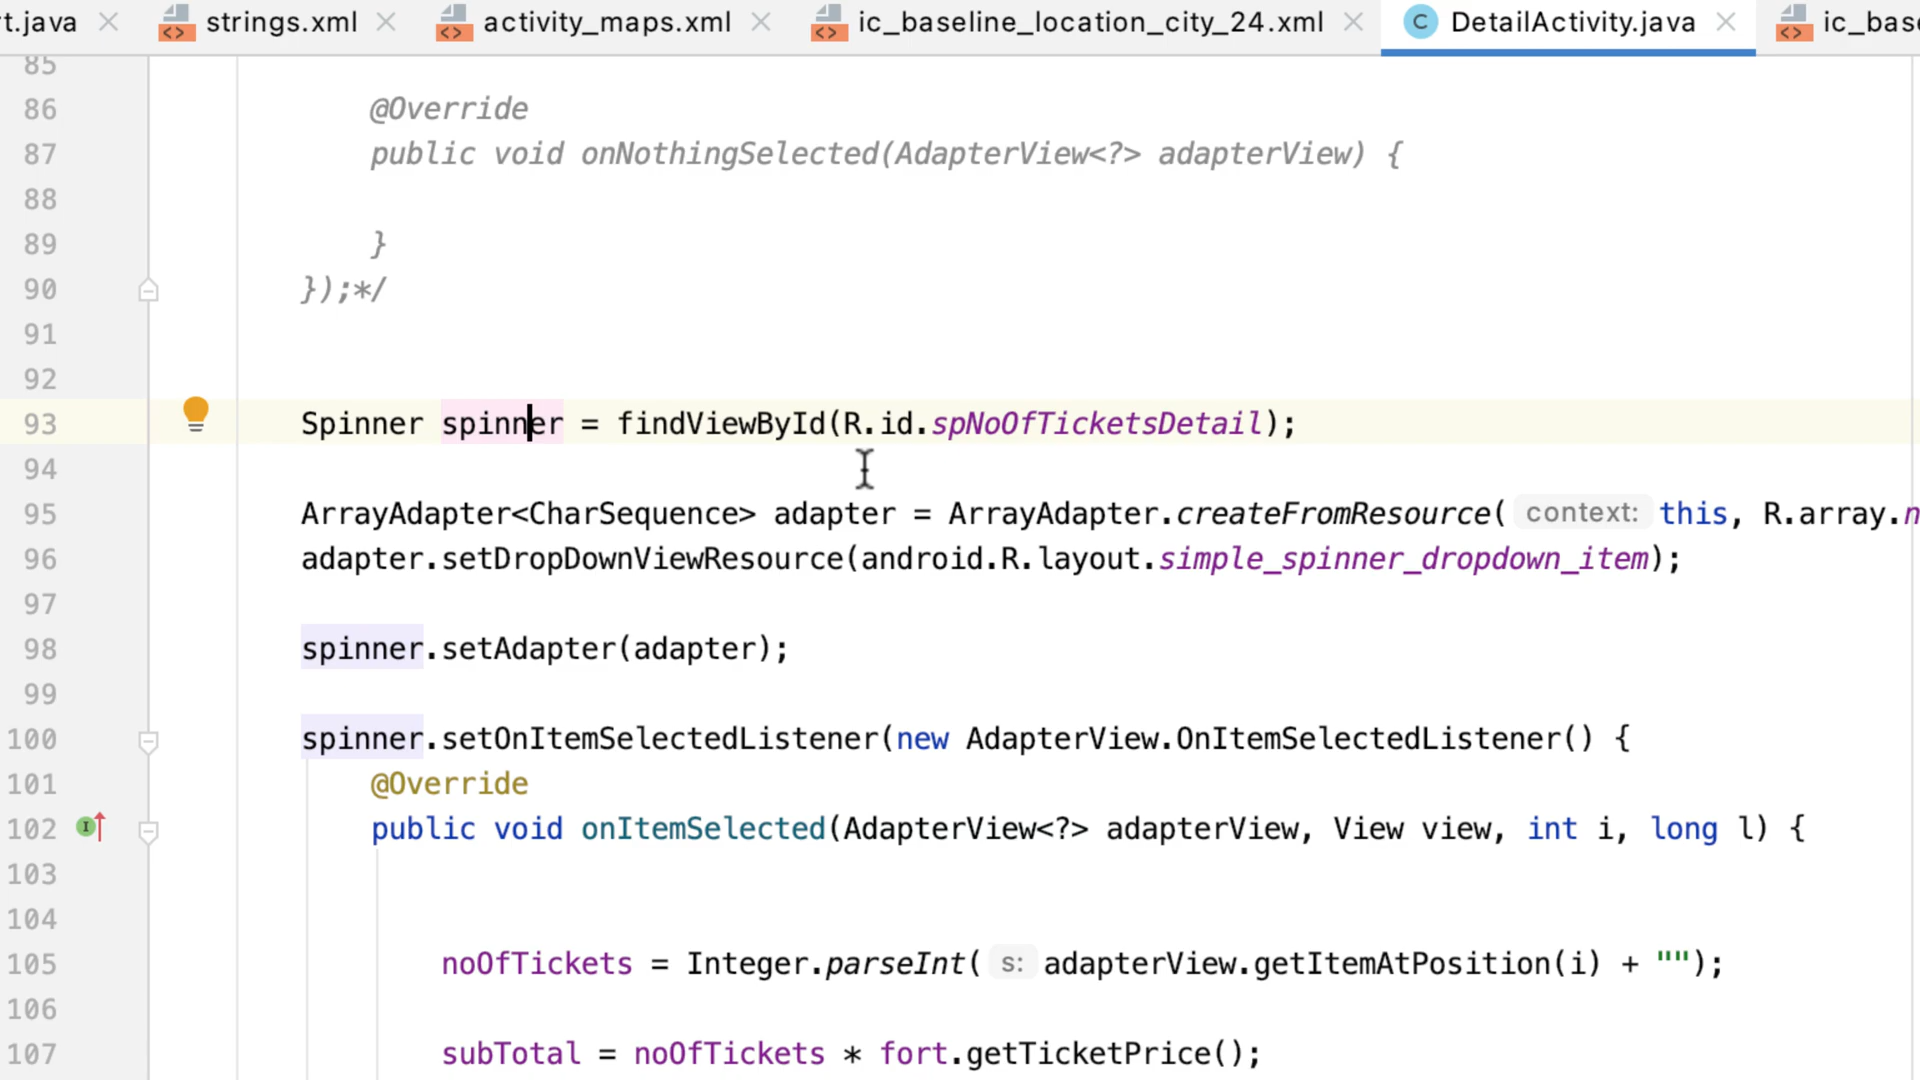 t.java strings.xml activity_maps.xml ic_baseline_location_city_24.xml C DetailActivity.java ic_base
85
86 @Override
87 public void onNothingSelected(AdapterView<?> adapterView) {
88
89 }
90 });*/
91
92
93 Spinner spinner = findViewById(R.id.spNoOfTicketsDetail);
94
95 ArrayAdapter<CharSequence> adapter = ArrayAdapter.createFromResource( context: this, R.array.n
96 adapter.setDropDownViewResource(android.R.layout.simple_spinner_dropdown_item);
97
98 spinner.setAdapter(adapter);
99
100 spinner.setOnItemSelectedListener(new AdapterView.OnItemSelectedListener() {
101 @Override
102 public void onItemSelected(AdapterView<?> adapterView, View view, int i, long l) {
103
104
105 noOfTickets = Integer.parseInt( s: adapterView.getItemAtPosition(i) + "");
106
107 subTotal = noOfTickets * fort.getTicketPrice();